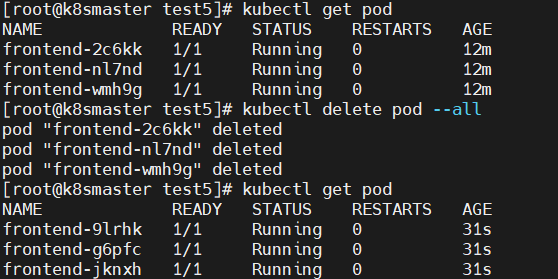 [root@k8smaster test5]# kubectl get pod
NAME             READY   STATUS    RESTARTS   AGE
frontend-2c6kk   1/1     Running   0          12m
frontend-nl7nd   1/1     Running   0          12m
frontend-wmh9g   1/1     Running   0          12m
[root@k8smaster test5]# kubectl delete pod --all
pod "frontend-2c6kk" deleted
pod "frontend-nl7nd" deleted
pod "frontend-wmh9g" deleted
[root@k8smaster test5]# kubectl get pod
NAME             READY   STATUS    RESTARTS   AGE
frontend-9lrhk   1/1     Running   0          31s
frontend-g6pfc   1/1     Running   0          31s
frontend-jknxh   1/1     Running   0          31s